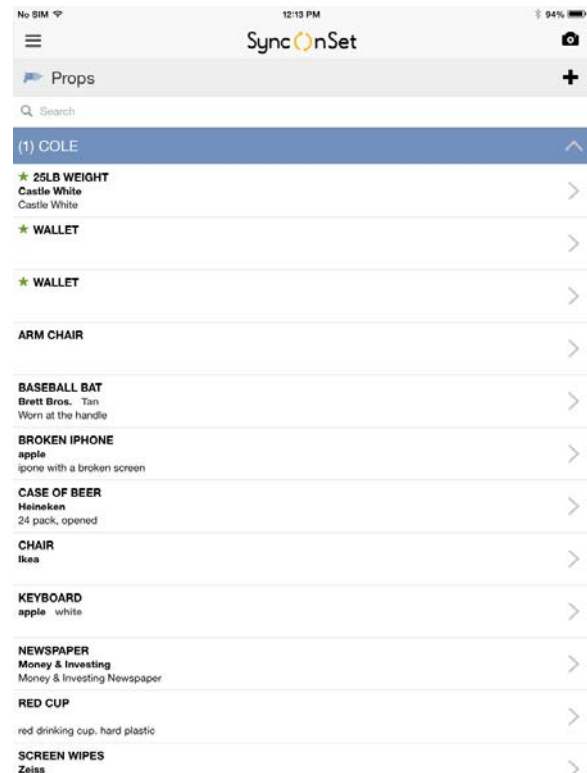 No SIM 12:13 PM 94%
SyncOnSet
Props
Search
(1) COLE
25LB WEIGHT
Castle White
Castle White
WALLET
WALLET
ARM CHAIR
BASEBALL BAT
Brett Bros. Tan
Worn at the handle
BROKEN IPHONE
apple
ipone with a broken screen
CASE OF BEER
Heineken
24 pack, opened
CHAIR
Ikea
KEYBOARD
apple white
NEWSPAPER
Money & Investing
Money & Investing Newspaper
RED CUP
red drinking cup. hard plastic
SCREEN WIPES
Zeiss